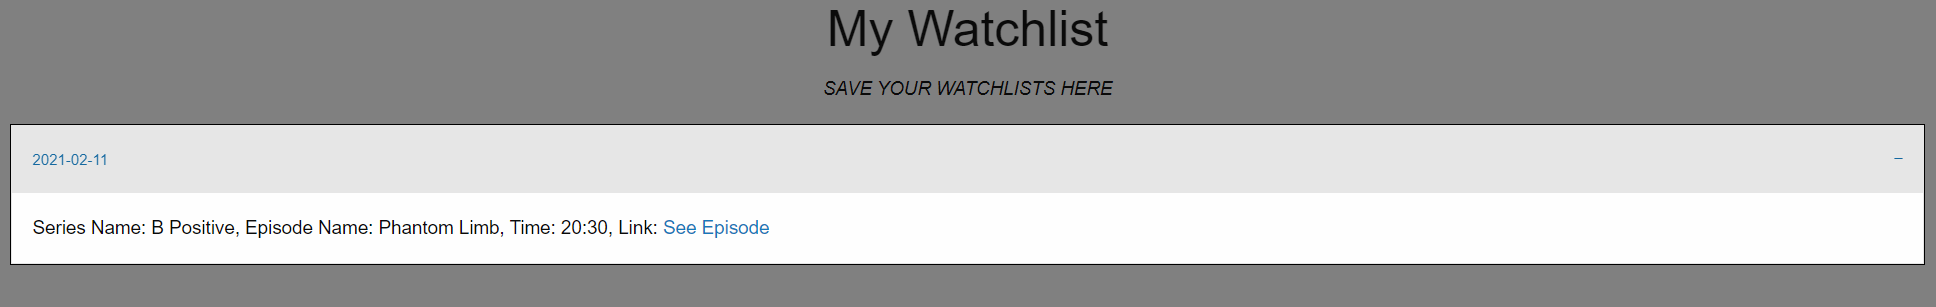 My Watchlist
SAVE YOUR WATCHLISTS HERE
2021-02-11 –
Series Name: B Positive, Episode Name: Phantom Limb, Time: 20:30, Link: See Episode